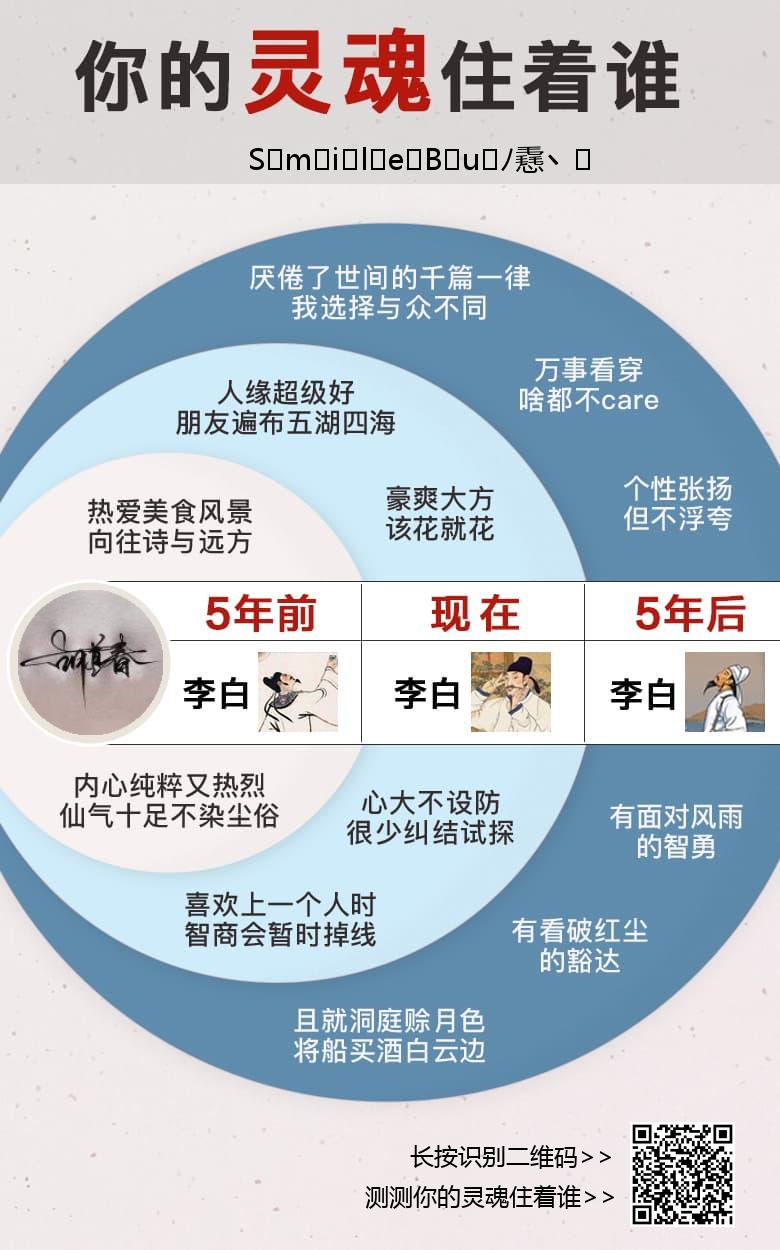 你的灵魂住着谁
S▯m▯i▯l▯e▯B▯u▯ﾉ靐丶 ▯
厌倦了世间的千篇一律
我选择与众不同
万事看穿
啥都不care
人缘超级好
朋友遍布五湖四海
个性张扬
但不浮夸
豪爽大方
该花就花
热爱美食风景
向往诗与远方
5年前
现在
5年后
李白
李白
李白
内心纯粹又热烈
仙气十足不染尘俗
心大不设防
很少纠结试探
有面对风雨
的智勇
喜欢上一个人时
智商会暂时掉线
有看破红尘
的豁达
且就洞庭赊月色
将船买酒白云边
长按识别二维码>>
测测你的灵魂住着谁>>